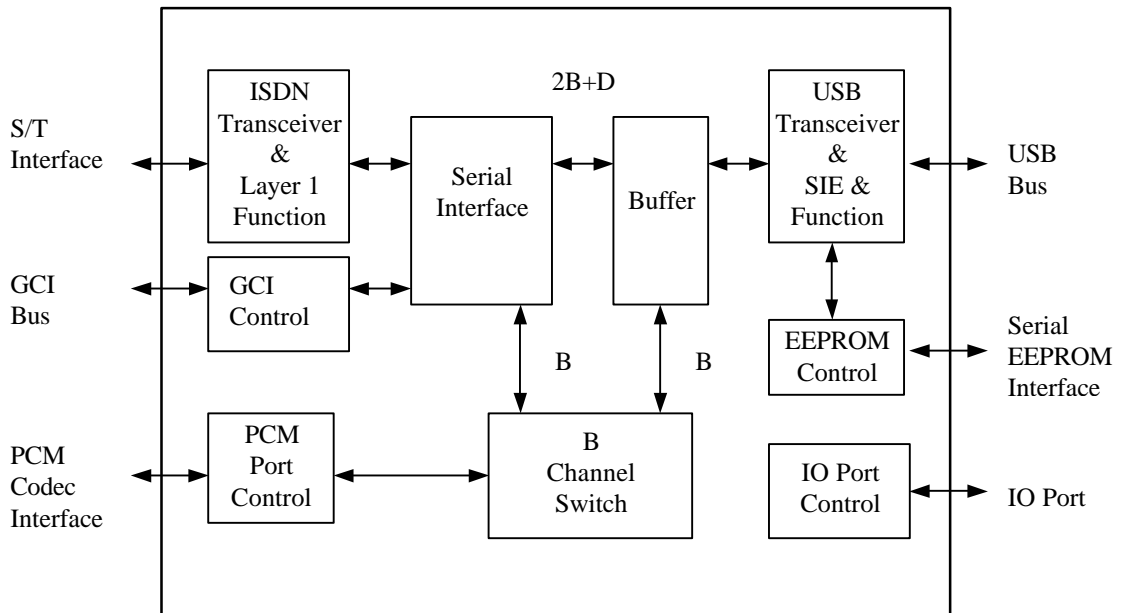 2B+D
S/T
Interface
ISDN
Transceiver
&
Layer 1
Function
Serial
Interface
Buffer
USB
Transceiver
&
SIE &
Function
USB
Bus
GCI
Bus
GCI
Control
B
B
EEPROM
Control
Serial
EEPROM
Interface
PCM
Codec
Interface
PCM
Port
Control
B
Channel
Switch
IO Port
Control
IO Port